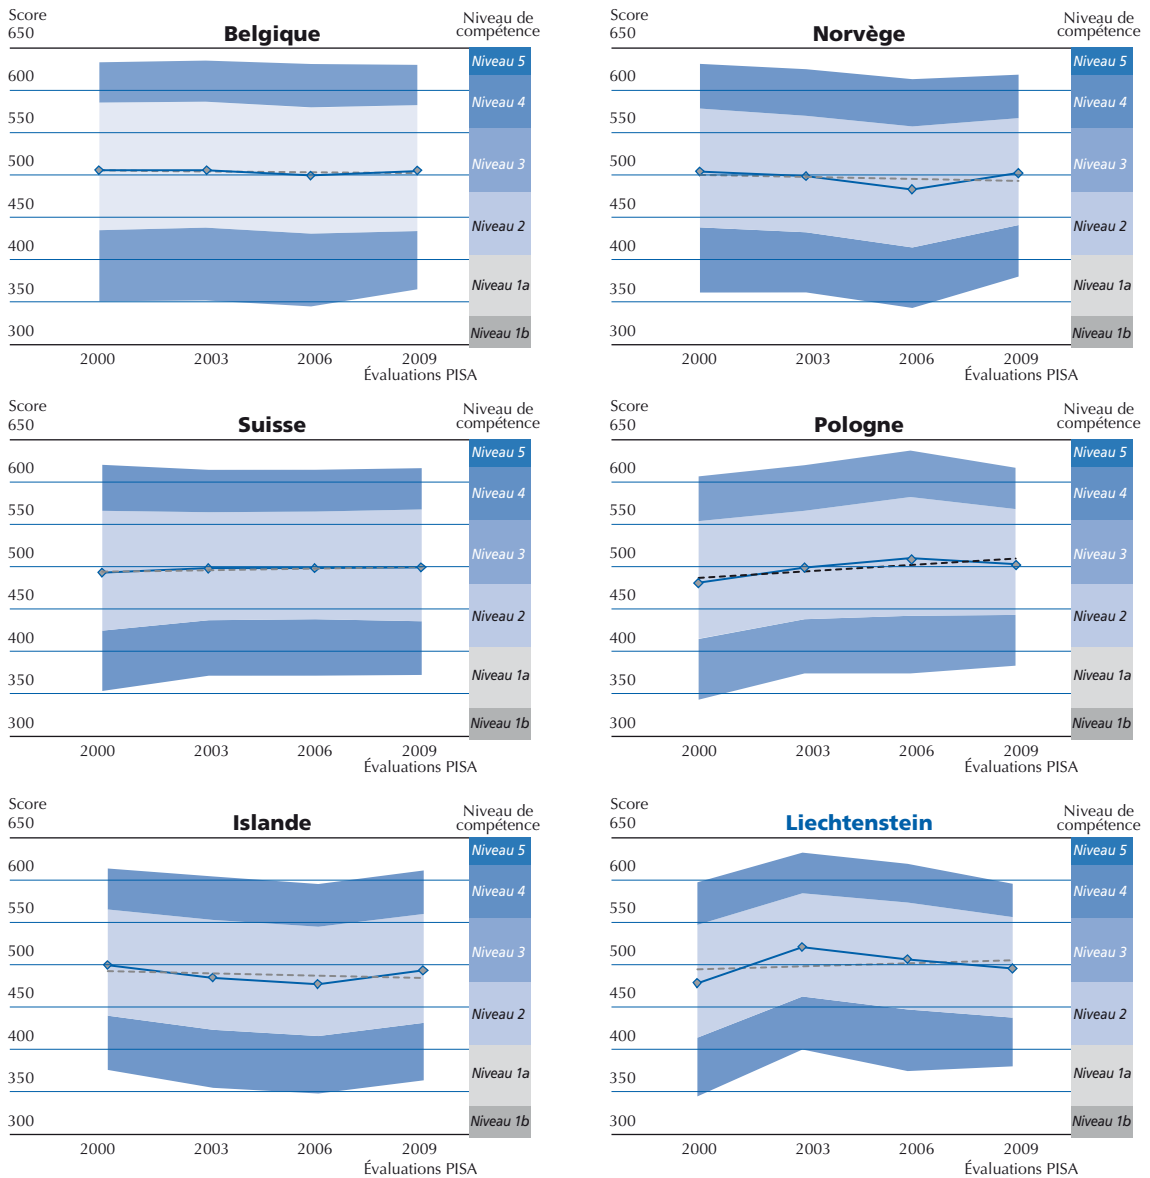 Score
Niveau de
compétence
650
Belgique
Niveau 5
600
Niveau 4
550
Niveau 3
500
450
Niveau 2
400
350
Niveau 1a
300
Niveau 1b
2000 2003 2006 2009
Évaluations PISA
Score
Niveau de
compétence
650
Norvège
Niveau 5
600
Niveau 4
550
Niveau 3
500
450
Niveau 2
400
350
Niveau 1a
300
Niveau 1b
2000 2003 2006 2009
Évaluations PISA
Score
Niveau de
compétence
650
Suisse
Niveau 5
600
Niveau 4
550
Niveau 3
500
450
Niveau 2
400
350
Niveau 1a
300
Niveau 1b
2000 2003 2006 2009
Évaluations PISA
Score
Niveau de
compétence
650
Pologne
Niveau 5
600
Niveau 4
550
Niveau 3
500
450
Niveau 2
400
350
Niveau 1a
300
Niveau 1b
2000 2003 2006 2009
Évaluations PISA
Score
Niveau de
compétence
650
Islande
Niveau 5
600
Niveau 4
550
Niveau 3
500
450
Niveau 2
400
350
Niveau 1a
300
Niveau 1b
2000 2003 2006 2009
Évaluations PISA
Score
Niveau de
compétence
650
Liechtenstein
Niveau 5
600
Niveau 4
550
Niveau 3
500
450
Niveau 2
400
350
Niveau 1a
300
Niveau 1b
2000 2003 2006 2009
Évaluations PISA